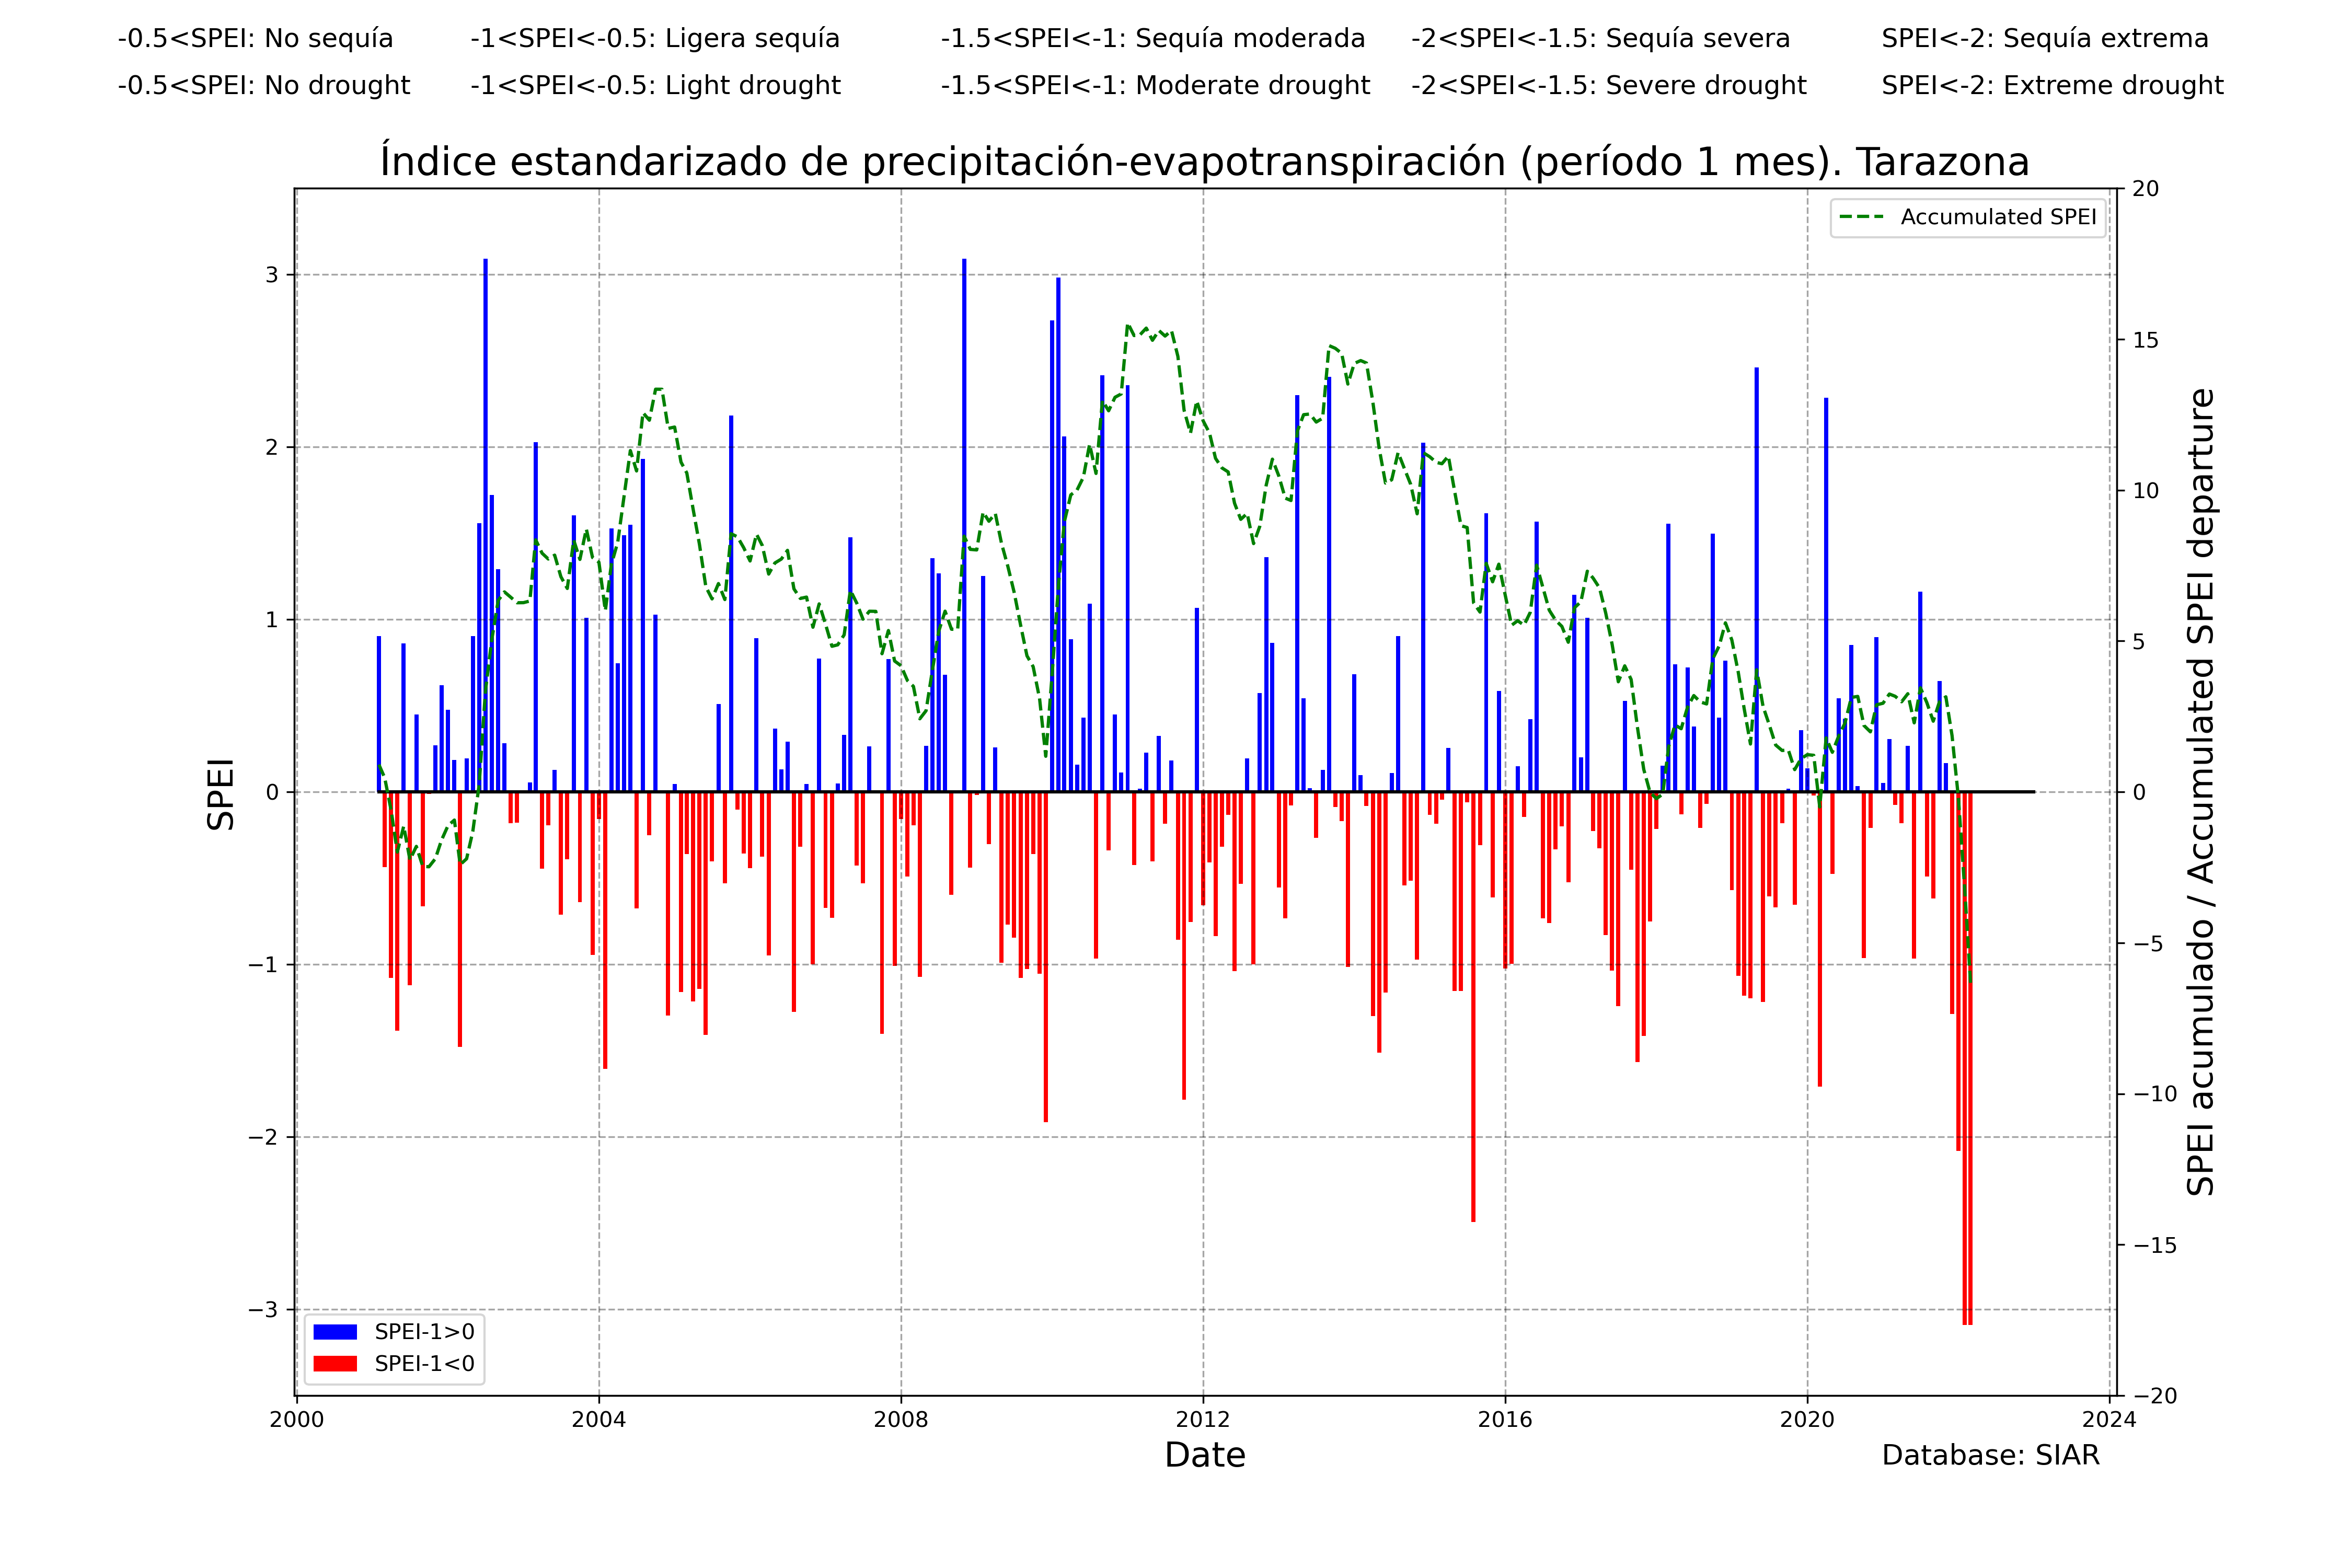 -0.5<SPEI: No sequía -1<SPEI<-0.5: Ligera sequía -1.5<SPEI<-1: Sequía moderada -2<SPEI<-1.5: Sequía severa SPEI<-2: Sequía extrema
-0.5<SPEI: No drought -1<SPEI<-0.5: Light drought -1.5<SPEI<-1: Moderate drought -2<SPEI<-1.5: Severe drought SPEI<-2: Extreme drought
Índice estandarizado de precipitación-evapotranspiración (período 1 mes). Tarazona
Accumulated SPEI
3
2
1
0
−1
−2
−3
SPEI
20
15
10
5
0
−5
−10
−15
−20
SPEI acumulado / Accumulated SPEI departure
SPEI-1>0
SPEI-1<0
2000 2004 2008 2012 2016 2020 2024
Date
Database: SIAR